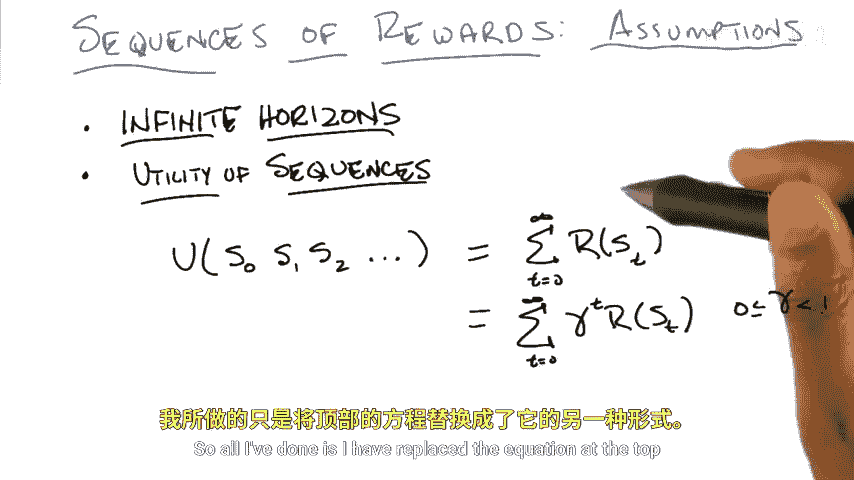 SEQUENCES OF REWARDS: ASSUMPTIONS
• INFINITE HORIZONS
• UTILITY OF SEQUENCES
U(S₀ S₁ S₂ ...) = ∑_{t=0}^{∞} R(S_t)
= ∑_{t=0}^{∞} γ^t R(S_t) 0≤γ<1
我所做的只是将顶部的方程替换成了它的另一种形式。
So all I've done is I have replaced the equation at the top